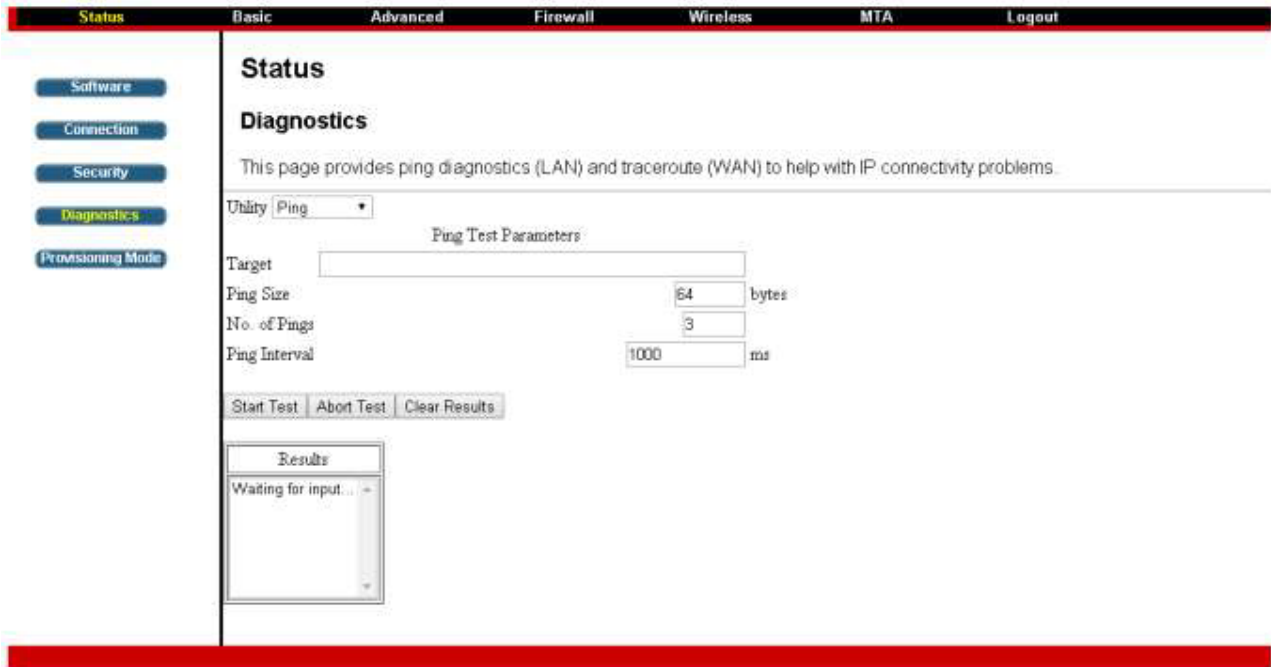 Status Basic Advanced Firewall Wireless MTA Logout
Software
Connection
Security
Diagnostics
Provisioning Mode
Status
Diagnostics
This page provides ping diagnostics (LAN) and traceroute (WAN) to help with IP connectivity problems.
Utility Ping
Ping Test Parameters
Target
Ping Size 64 bytes
No. of Pings 3
Ping Interval 1000 ms
Start Test Abort Test Clear Results
Results
Waiting for input...